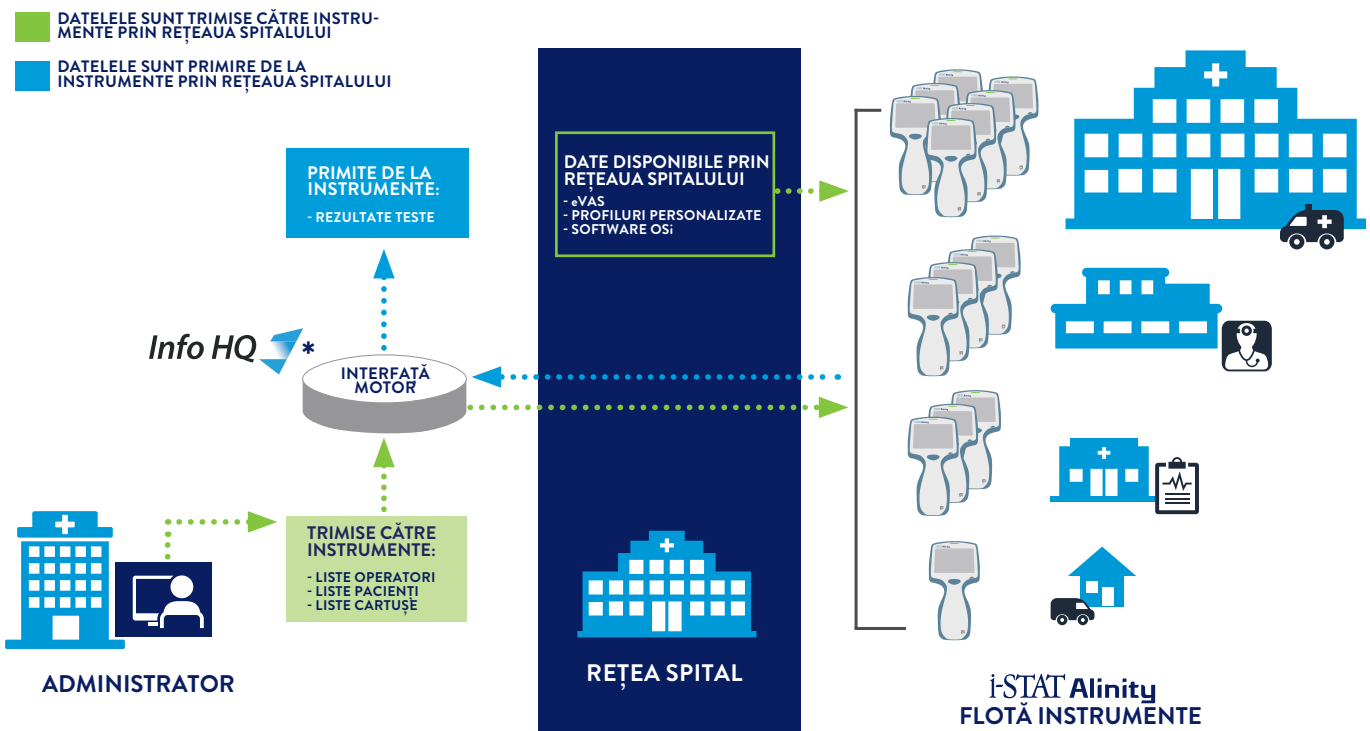 DATELELE SUNT TRIMISE CĂTRE INSTRU-
MENTE PRIN REȚEAUA SPITALULUI
DATELELE SUNT PRIMIRE DE LA
INSTRUMENTE PRIN REȚEAUA SPITALULUI
PRIMITE DE LA
INSTRUMENTE:
- REZULTATE TESTE
DATE DISPONIBILE PRIN
REȚEAUA SPITALULUI
- eVAS
- PROFILURI PERSONALIZATE
- SOFTWARE OSi
Info HQ *
INTERFAȚĂ
MOTOR
TRIMISE CĂTRE
INSTRUMENTE:
- LISTE OPERATORI
- LISTE PACIENȚI
- LISTE CARTUȘE
ADMINISTRATOR
REȚEA SPITAL
i-STAT Alinity
FLOTĂ INSTRUMENTE